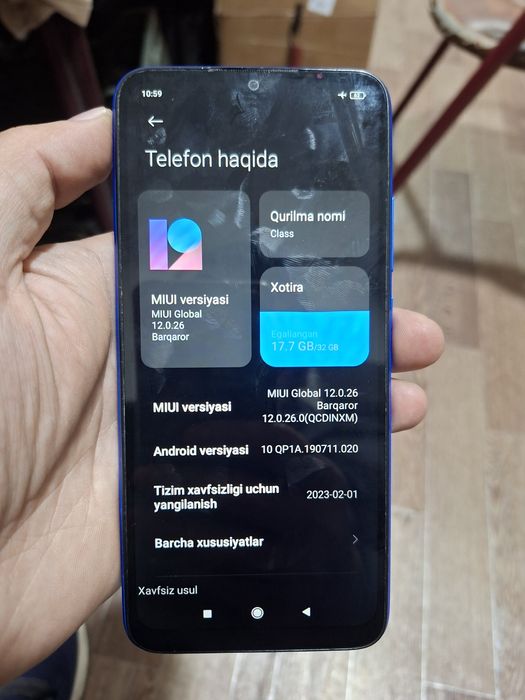 10:59
Telefon haqida
12
MIUI versiyasi
MIUI Global
12.0.26
Barqaror
Qurilma nomi
Class
Xotira
Egallangan
17.7 GB/32 GB
MIUI versiyasi
MIUI Global 12.0.26
Barqaror
12.0.26.0(QCDINXM)
Android versiyasi
10 QP1A.190711.020
Tizim xavfsizligi uchun
yangilanish
2023-02-01
Barcha xususiyatlar
Xavfsiz usul